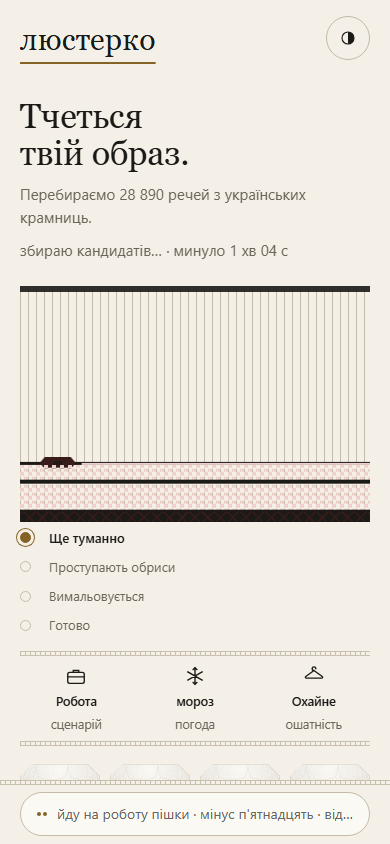 люстерко
Тчеться
твій образ.
Перебираємо 28 890 речей з українських
крамниць.
збираю кандидатів... · минуло 1 хв 04 с
Ще туманно
Проступають обриси
Вимальовується
Готово
Робота
сценарій
мороз
погода
Охайне
ошатність
йду на роботу пішки · мінус п'ятнадцять · від...